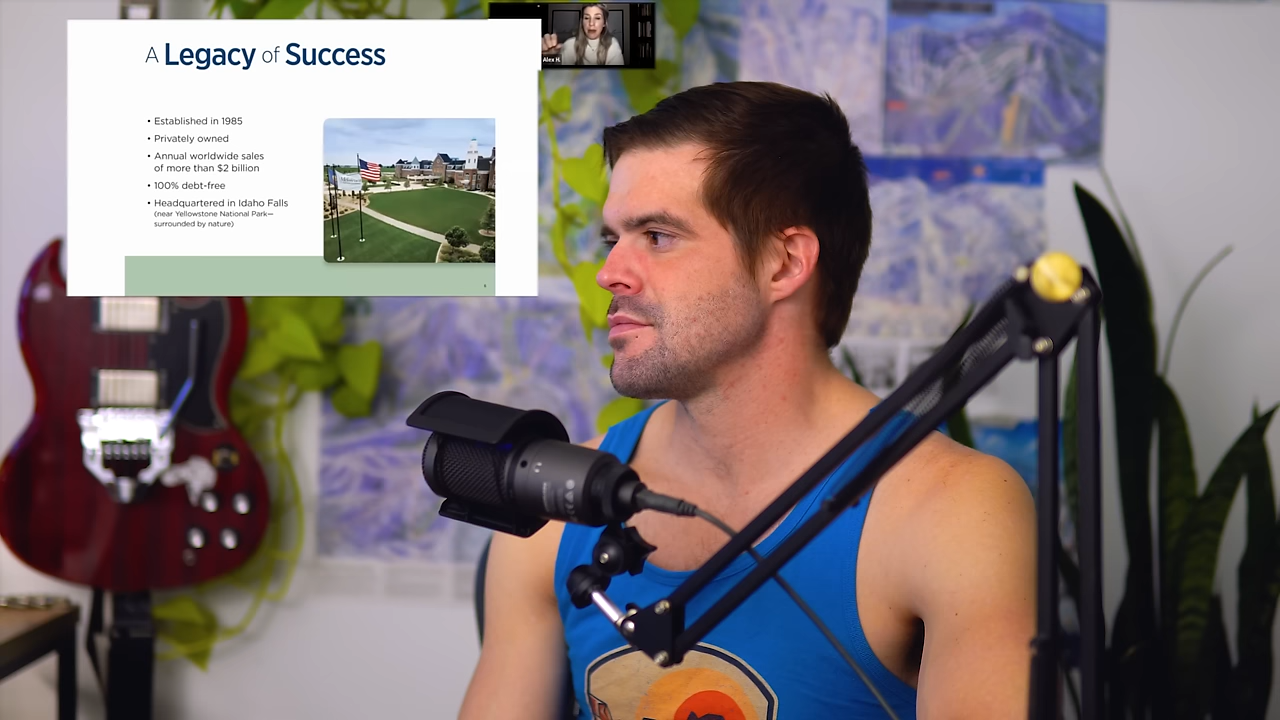 A Legacy of Success
Alex H.
• Established in 1985
• Privately owned
• Annual worldwide sales
of more than $2 billion
• 100% debt-free
• Headquartered in Idaho Falls
(near Yellowstone National Park—
surrounded by nature)